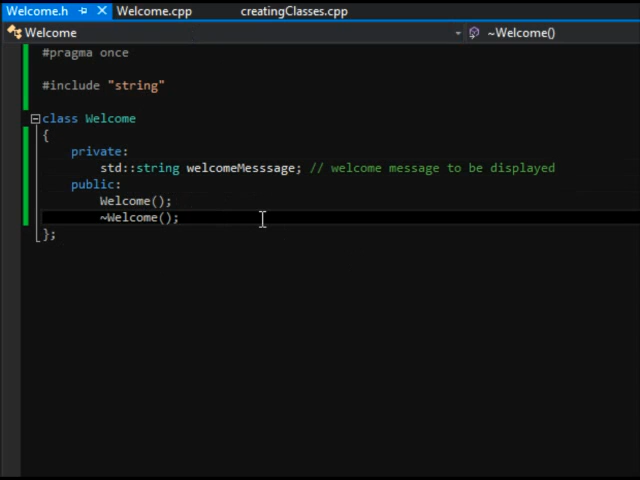 Welcome.h Welcome.cpp creatingClasses.cpp
Welcome ~Welcome()
#pragma once
#include "string"
class Welcome
{
private:
std::string welcomeMesssage; // welcome message to be displayed
public:
Welcome();
~Welcome();
};